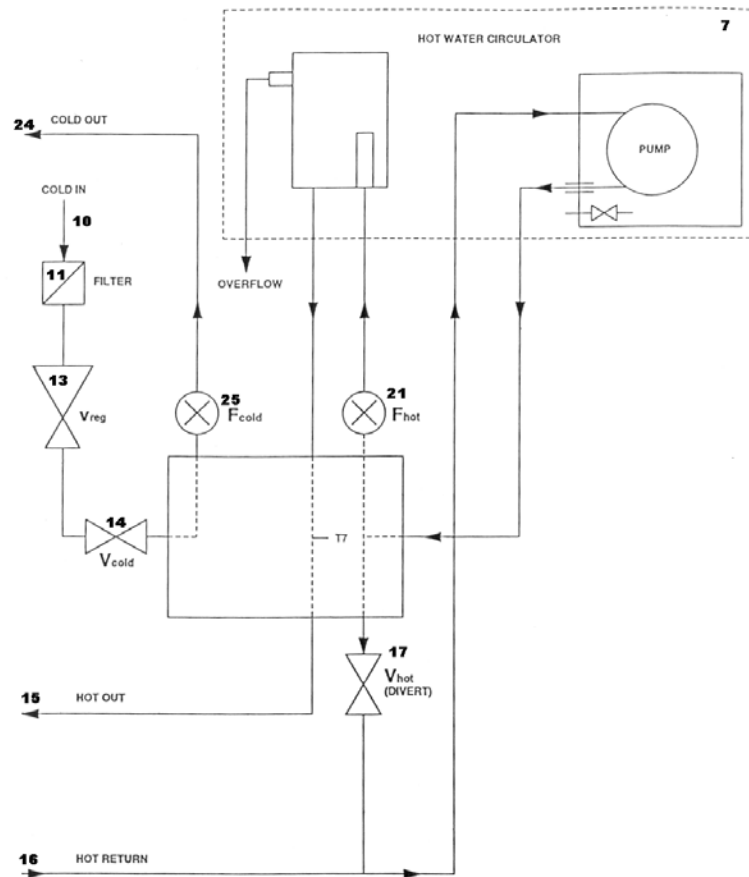 7
HOT WATER CIRCULATOR
24 COLD OUT
PUMP
COLD IN
10
11 FILTER
OVERFLOW
13
Vreg
25
Fcold
21
Fhot
14
Vcold
T7
17
Vhot
(DIVERT)
15 HOT OUT
16 HOT RETURN